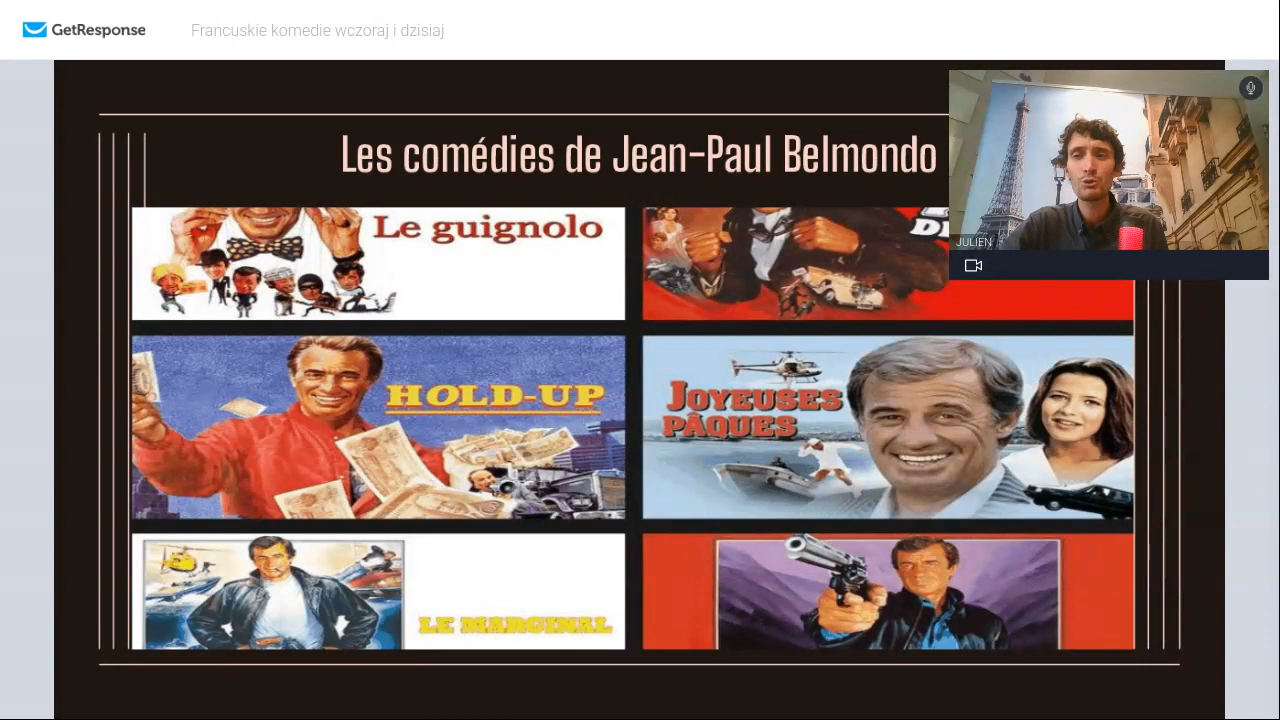 GetResponse
Francuskie komedie wczoraj i dzisiaj
Les comédies de Jean-Paul Belmondo
JULIEN
Le guignolo
HOLD-UP
JOYEUSES
PÂQUES
LE MARGINAL